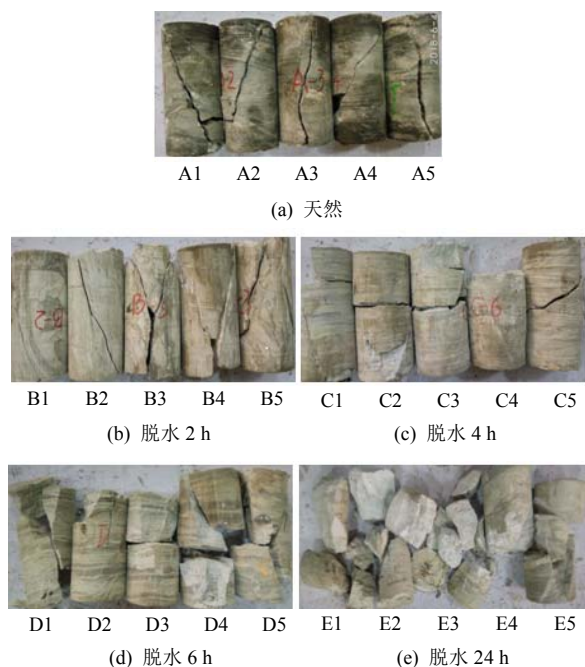 A-3
A1 A2 A3 A4 A5
(a) 天然
B1 B2 B3 B4 B5
(b) 脱水 2 h
C1 C2 C3 C4 C5
(c) 脱水 4 h
D1 D2 D3 D4 D5
(d) 脱水 6 h
E1 E2 E3 E4 E5
(e) 脱水 24 h